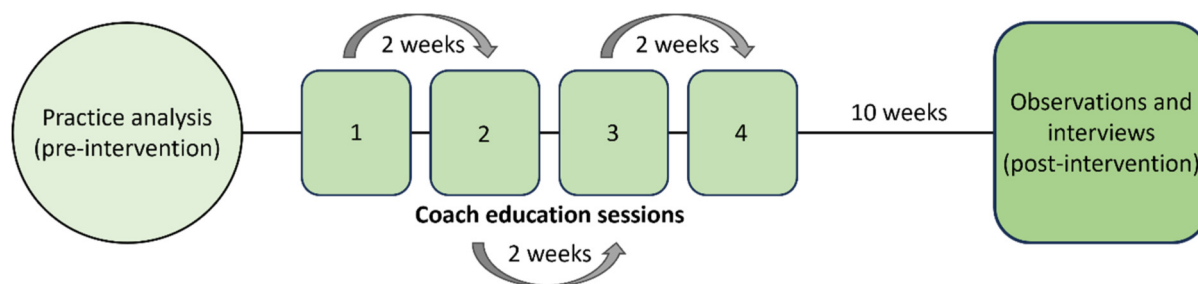 2 weeks
2 weeks
Practice analysis
(pre-intervention)
1
2
3
4
10 weeks
Observations and
interviews
(post-intervention)
Coach education sessions
2 weeks